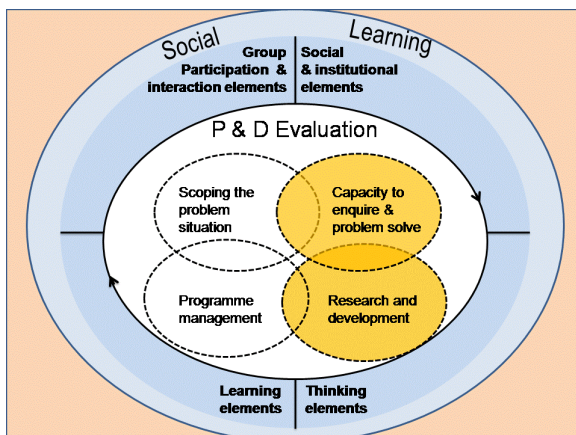 Social
Learning
Group
Participation &
interaction elements
Social
& institutional
elements
P & D Evaluation
Scoping the
problem
situation
Capacity to
enquire &
problem solve
Programme
management
Research and
development
Learning
elements
Thinking
elements